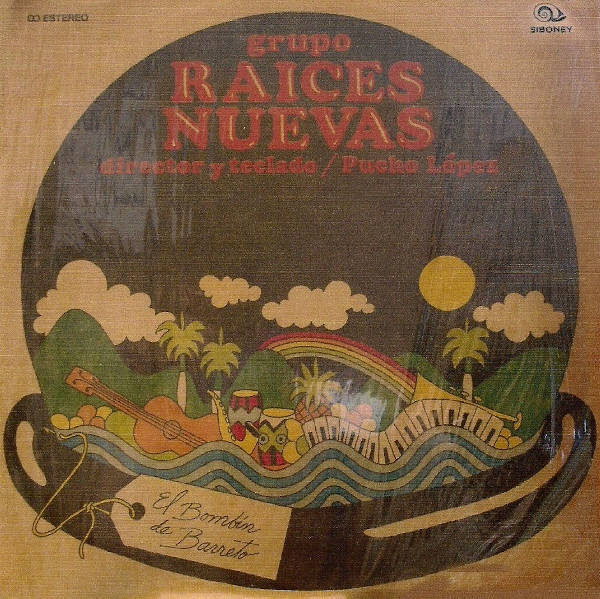 ESTEREO
SIBONEY
grupo
RAICES
NUEVAS
director y teclado / Pucho López
El Bombín
de
Barreto